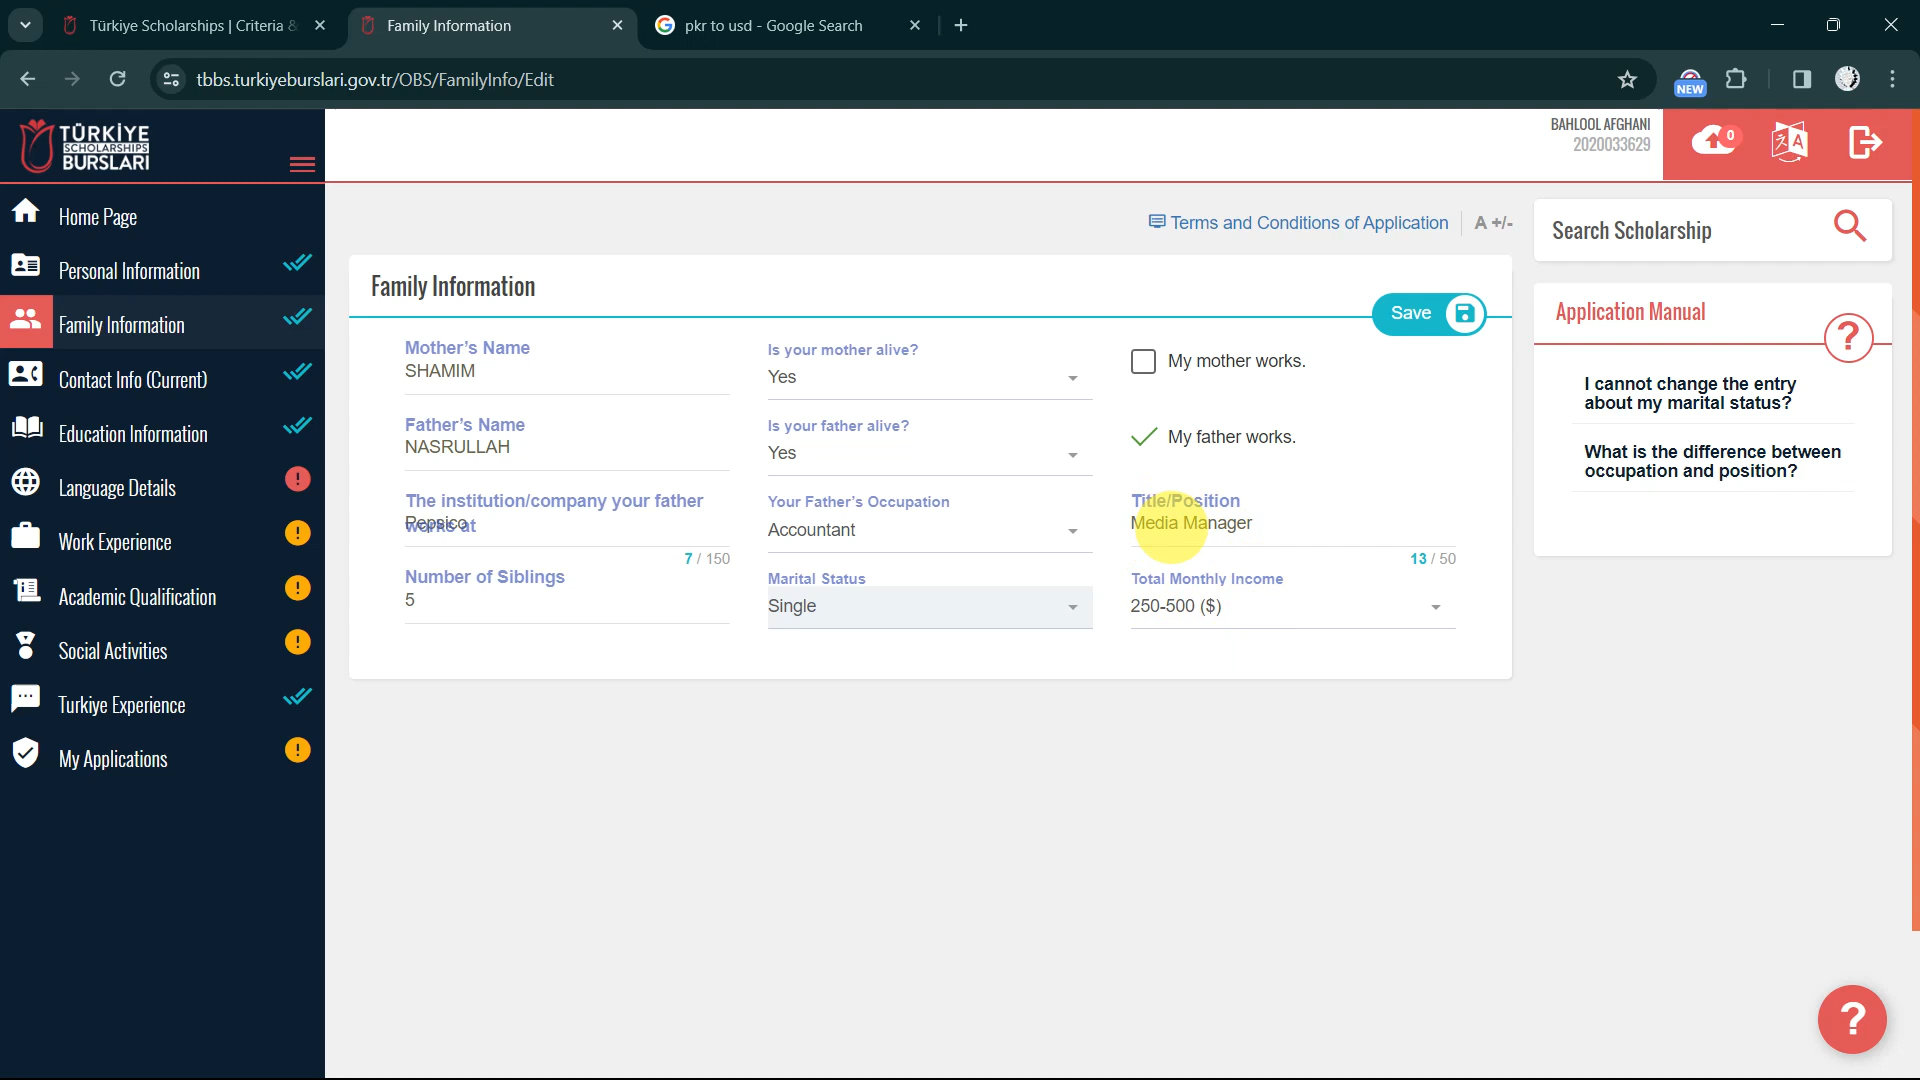 Türkiye Scholarships | Criteria &
Family Information
pkr to usd - Google Search
tbbs.turkiyeburslari.gov.tr/OBS/FamilyInfo/Edit
NEW
TÜRKİYE
SCHOLARSHIPS
BURSLARI
BAHLOOL AFGHANI
2020033629
0
A
Home Page
Personal Information
Family Information
Contact Info (Current)
Education Information
Language Details
Work Experience
Academic Qualification
Social Activities
Turkiye Experience
My Applications
Terms and Conditions of Application
A +/-
Family Information
Save
Mother's Name
SHAMIM
Is your mother alive?
Yes
My mother works.
Father's Name
NASRULLAH
Is your father alive?
Yes
My father works.
The institution/company your father
works at
Pepsico
7 / 150
Your Father's Occupation
Accountant
Title/Position
Media Manager
13 / 50
Number of Siblings
5
Marital Status
Single
Total Monthly Income
250-500 ($)
Search Scholarship
Application Manual
?
I cannot change the entry
about my marital status?
What is the difference between
occupation and position?
?